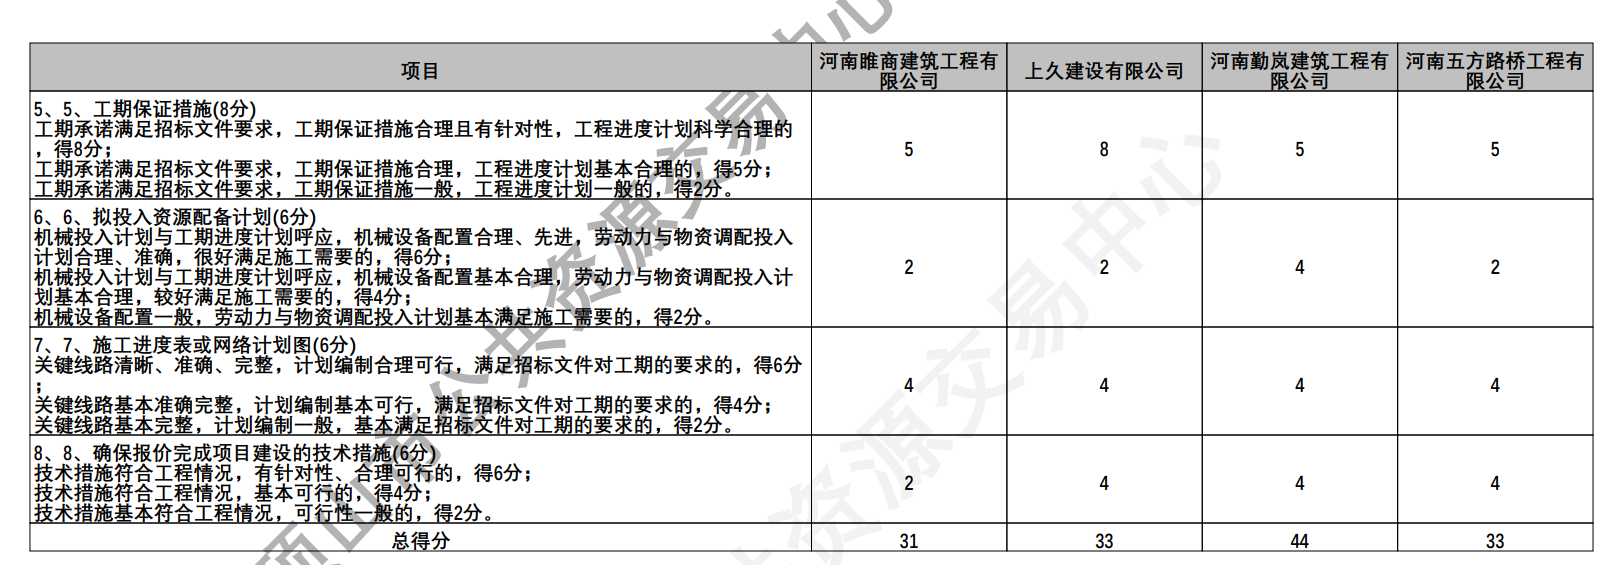 项目
河南睢商建筑工程有
限公司
上久建设有限公司
河南勤岚建筑工程有
限公司
河南五方路桥工程有
限公司
5、5、工期保证措施(8分)
工期承诺满足招标文件要求，工期保证措施合理且有针对性，工程进度计划科学合理的
，得8分；
工期承诺满足招标文件要求，工期保证措施合理，工程进度计划基本合理的，得5分；
工期承诺满足招标文件要求，工期保证措施一般，工程进度计划一般的，得2分。
5
8
5
5
6、6、拟投入资源配备计划(6分)
机械投入计划与工期进度计划呼应，机械设备配置合理、先进，劳动力与物资调配投入
计划合理、准确，很好满足施工需要的，得6分；
机械投入计划与工期进度计划呼应，机械设备配置基本合理，劳动力与物资调配投入计
划基本合理，较好满足施工需要的，得4分；
机械设备配置一般，劳动力与物资调配投入计划基本满足施工需要的，得2分。
2
2
4
2
7、7、施工进度表或网络计划图(6分)
关键线路清晰、准确、完整，计划编制合理可行，满足招标文件对工期的要求的，得6分
；
关键线路基本准确完整，计划编制基本可行，满足招标文件对工期的要求的，得4分；
关键线路基本完整，计划编制一般，基本满足招标文件对工期的要求的，得2分。
4
4
4
4
8、8、确保报价完成项目建设的技术措施(6分)
技术措施符合工程情况，有针对性、合理可行的，得6分；
技术措施符合工程情况，基本可行的，得4分；
技术措施基本符合工程情况，可行性一般的，得2分。
2
4
4
4
总得分
31
33
44
33
顶山市公共资源交易中心
资源交易中心